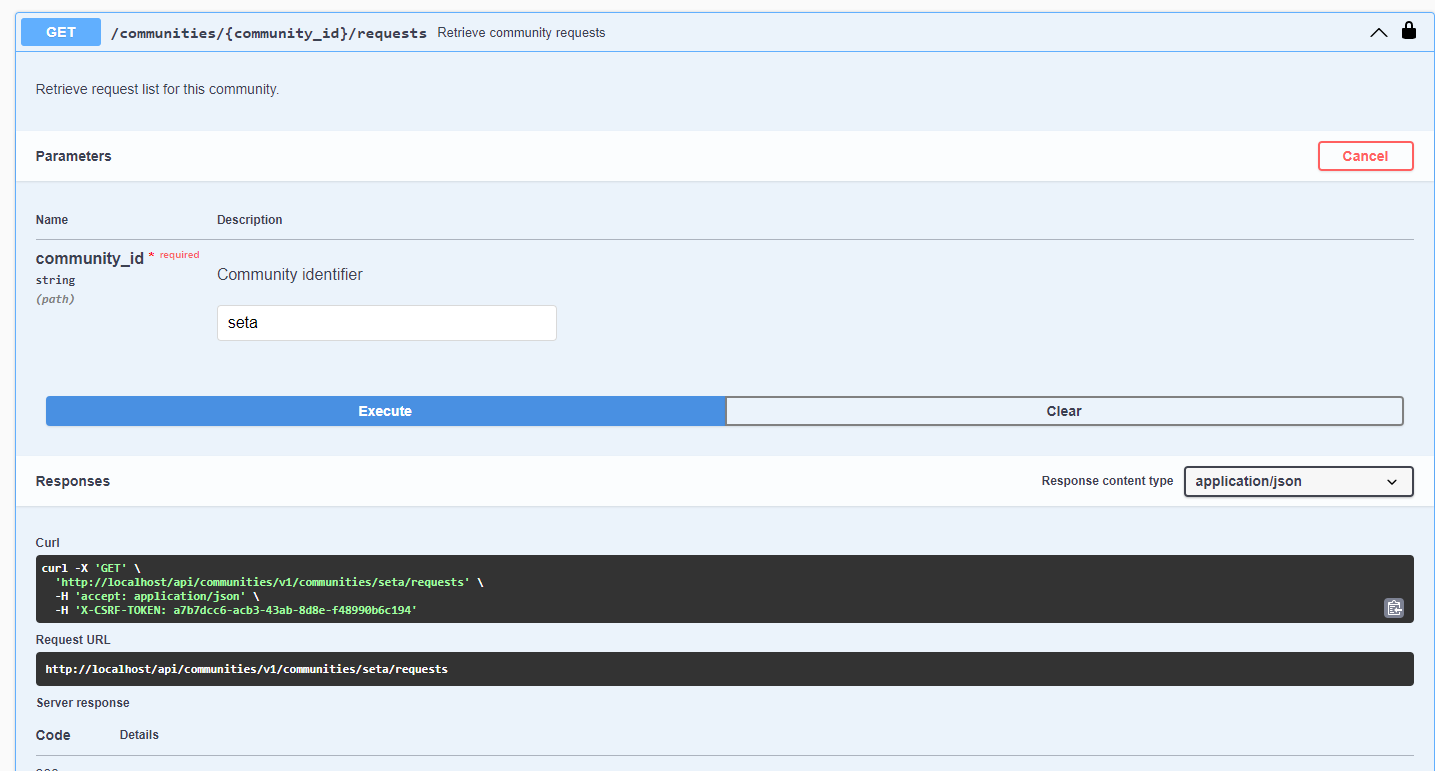 GET /communities/{community_id}/requests Retrieve community requests
Retrieve request list for this community.
Parameters Cancel
Name Description
community_id * required
string
(path)
Community identifier
seta
Execute Clear
Responses Response content type application/json
Curl
curl -X 'GET' \
'http://localhost/api/communities/v1/communities/seta/requests' \
-H 'accept: application/json' \
-H 'X-CSRF-TOKEN: a7b7dcc6-acb3-43ab-8d8e-f48990b6c194'
Request URL
http://localhost/api/communities/v1/communities/seta/requests
Server response
Code Details